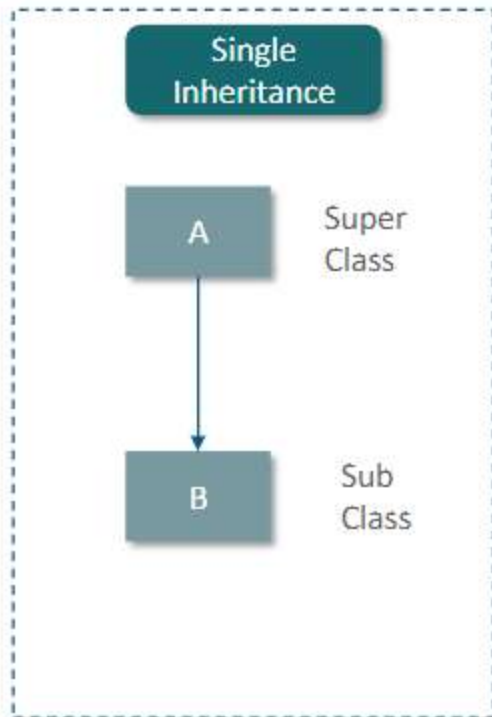 Single
Inheritance
A
Super
Class
B
Sub
Class